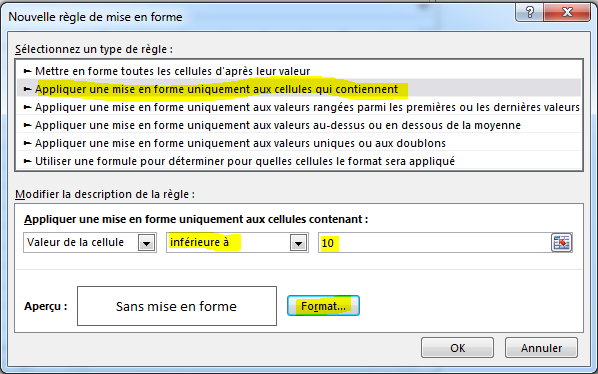 Nouvelle règle de mise en forme
Sélectionnez un type de règle :
► Mettre en forme toutes les cellules d'après leur valeur
► Appliquer une mise en forme uniquement aux cellules qui contiennent
► Appliquer une mise en forme uniquement aux valeurs rangées parmi les premières ou les dernières valeurs
► Appliquer une mise en forme uniquement aux valeurs au-dessus ou en dessous de la moyenne
► Appliquer une mise en forme uniquement aux valeurs uniques ou aux doublons
► Utiliser une formule pour déterminer pour quelles cellules le format sera appliqué
Modifier la description de la règle :
Appliquer une mise en forme uniquement aux cellules contenant :
Valeur de la cellule inférieure à 10
Aperçu : Sans mise en forme Format...
OK Annuler